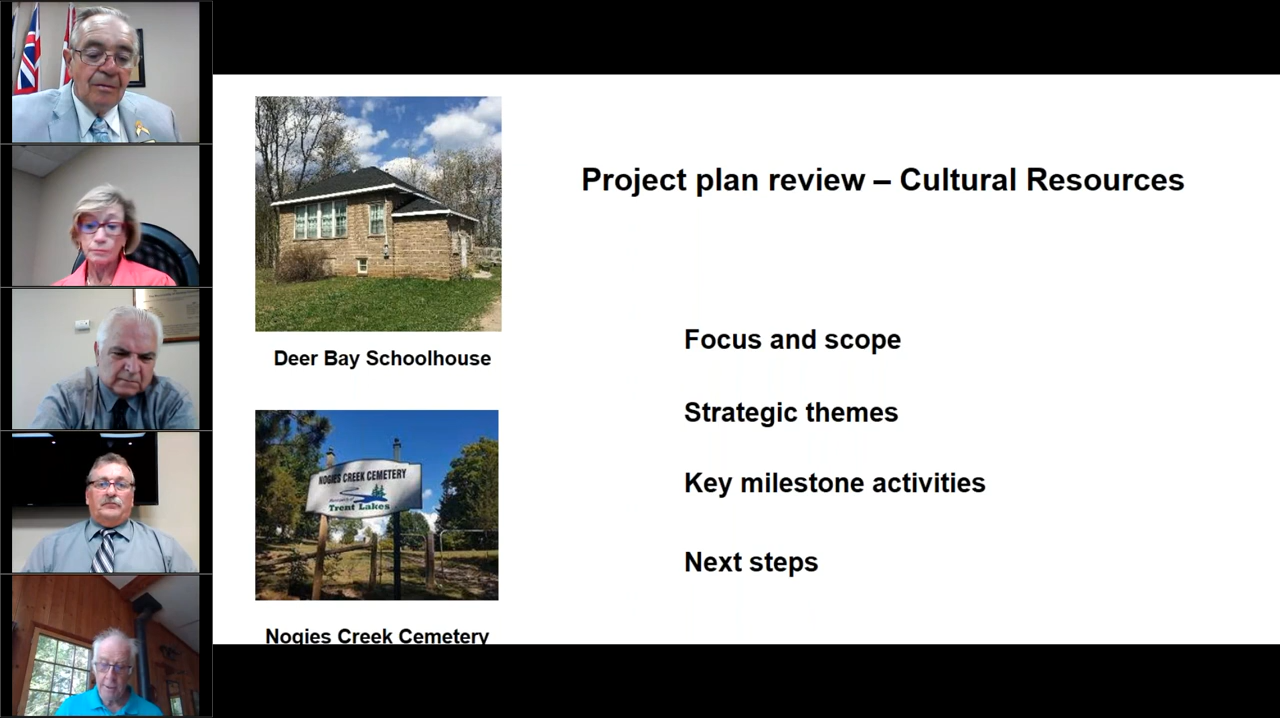 Project plan review – Cultural Resources
Deer Bay Schoolhouse
Focus and scope
Strategic themes
Key milestone activities
Next steps
NOGIES CREEK CEMETERY
Trent Lakes
Nogies Creek Cemetery